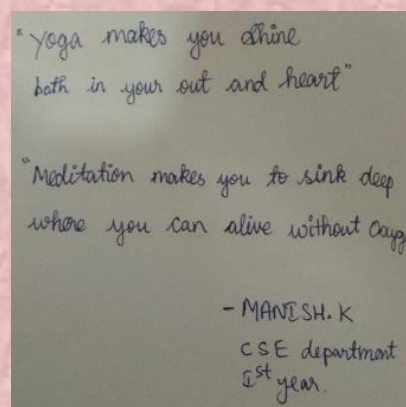 "Yoga makes you shine
both in your out and heart"
"Meditation makes you to sink deep
where you can alive without
- MANISH.K
CSE department
Ist year.